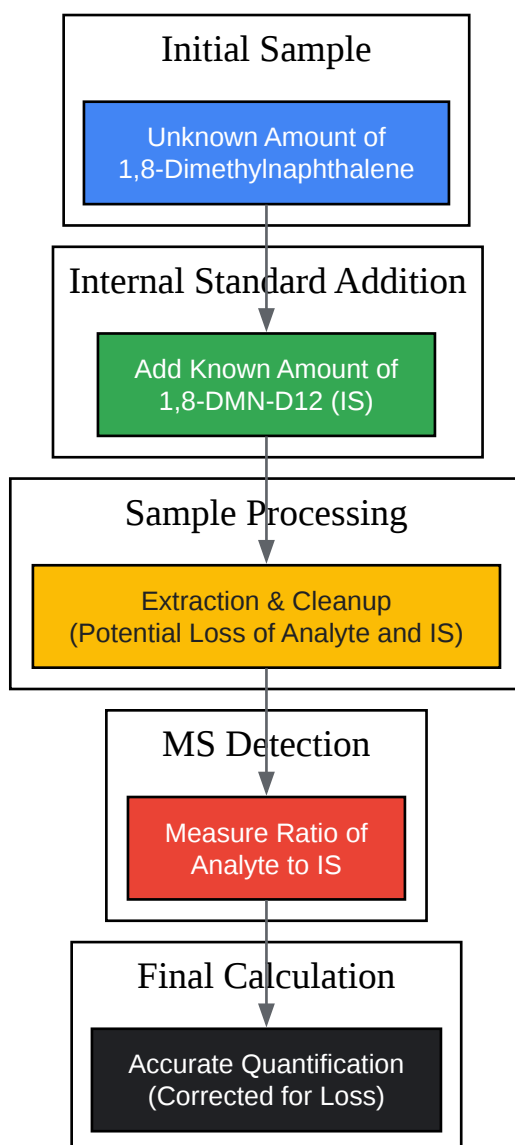 Initial Sample
Unknown Amount of
1,8-Dimethylnaphthalene
Internal Standard Addition
Add Known Amount of
1,8-DMN-D12 (IS)
Sample Processing
Extraction & Cleanup
(Potential Loss of Analyte and IS)
MS Detection
Measure Ratio of
Analyte to IS
Final Calculation
Accurate Quantification
(Corrected for Loss)